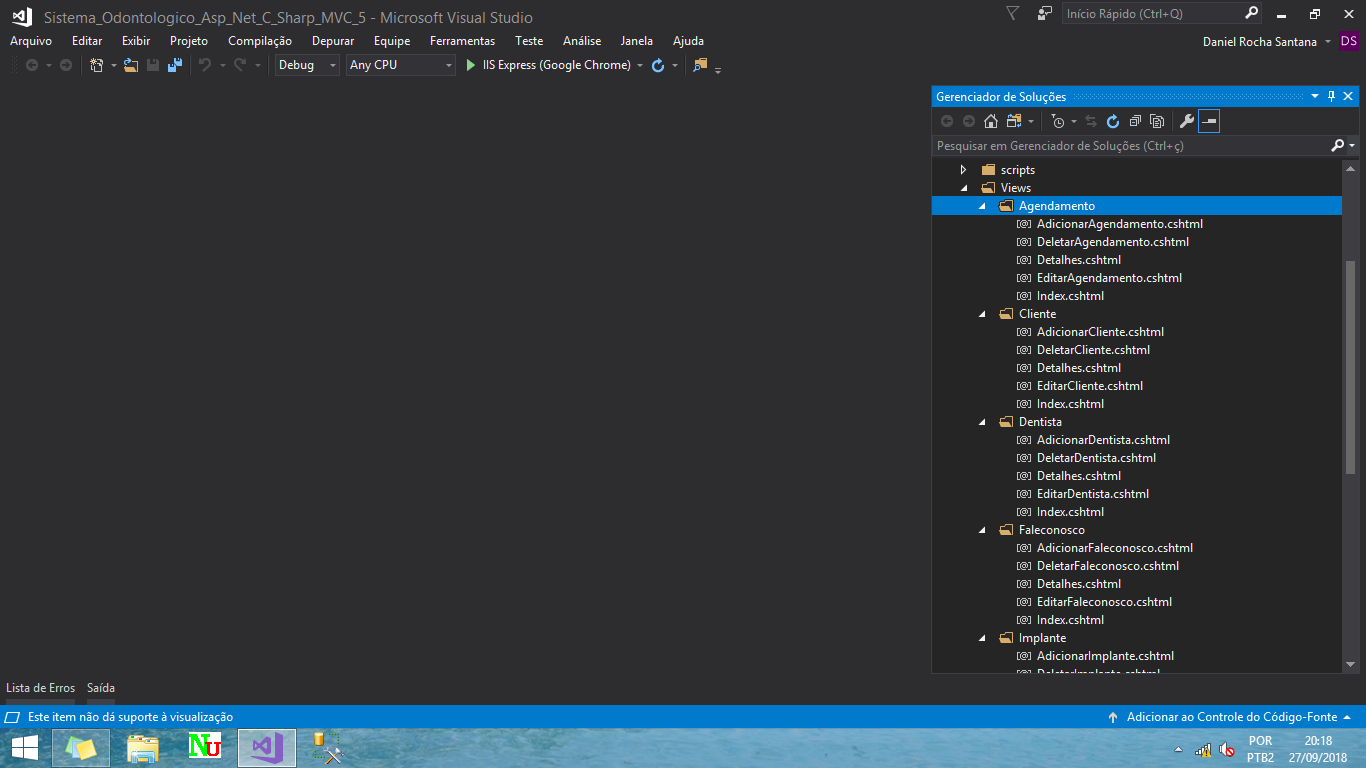 Sistema_Odontologico_Asp_Net_C_Sharp_MVC_5 - Microsoft Visual Studio
Início Rápido (Ctrl+Q)
Arquivo Editar Exibir Projeto Compilação Depurar Equipe Ferramentas Teste Análise Janela Ajuda
Daniel Rocha Santana DS
Debug Any CPU IIS Express (Google Chrome)
Gerenciador de Soluções
Pesquisar em Gerenciador de Soluções (Ctrl+ç)
scripts
Views
Agendamento
[@] AdicionarAgendamento.cshtml
[@] DeletarAgendamento.cshtml
[@] Detalhes.cshtml
[@] EditarAgendamento.cshtml
[@] Index.cshtml
Cliente
[@] AdicionarCliente.cshtml
[@] DeletarCliente.cshtml
[@] Detalhes.cshtml
[@] EditarCliente.cshtml
[@] Index.cshtml
Dentista
[@] AdicionarDentista.cshtml
[@] DeletarDentista.cshtml
[@] Detalhes.cshtml
[@] EditarDentista.cshtml
[@] Index.cshtml
Faleconosco
[@] AdicionarFaleconosco.cshtml
[@] DeletarFaleconosco.cshtml
[@] Detalhes.cshtml
[@] EditarFaleconosco.cshtml
[@] Index.cshtml
Implante
[@] AdicionarImplante.cshtml
[@] DeletarImplante.cshtml
Lista de Erros Saída
Este item não dá suporte à visualização
Adicionar ao Controle do Código-Fonte
NU
POR
PTB2
20:18
27/09/2018